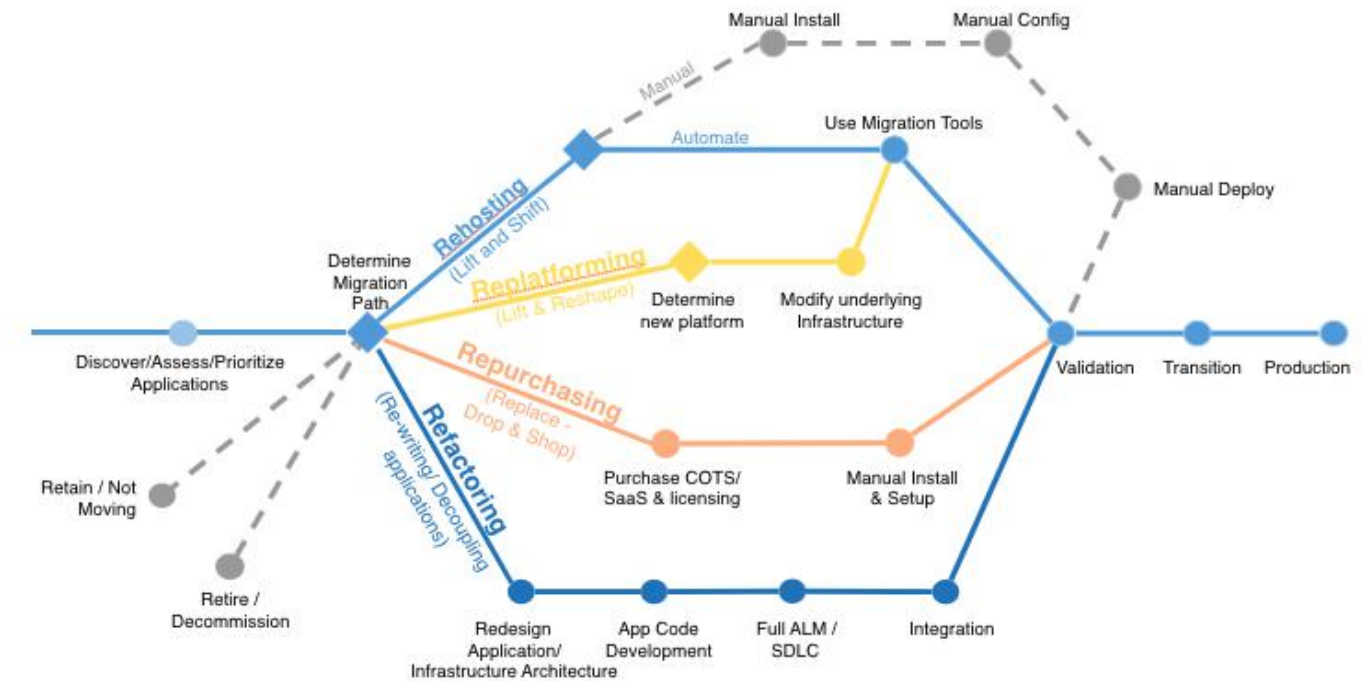 Manual Install
Manual Config
Manual
Use Migration Tools
Automate
Manual Deploy
Rehosting
(Lift and Shift)
Determine
Migration
Path
Replatforming
(Lift & Reshape)
Determine
new platform
Modify underlying
Infrastructure
Discover/Assess/Prioritize
Applications
Repurchasing
(Replace -
Drop & Shop)
Validation
Transition
Production
Refactoring
(Re-writing/ Decoupling
applications)
Purchase COTS/
SaaS & licensing
Manual Install
& Setup
Retain / Not
Moving
Retire /
Decommission
Redesign
Application/
Infrastructure Architecture
App Code
Development
Full ALM /
SDLC
Integration